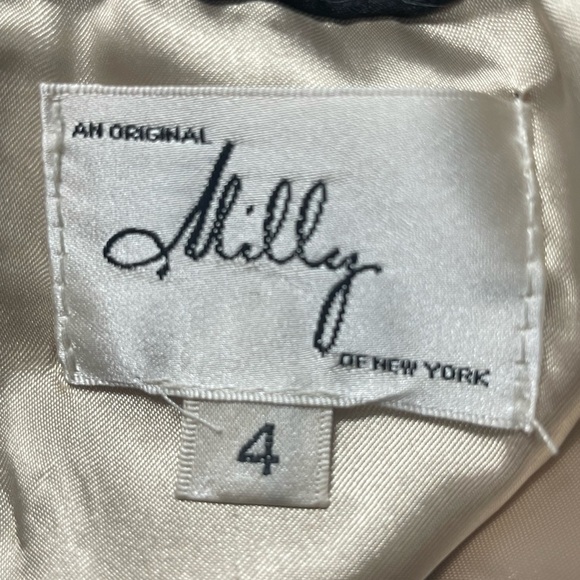 AN ORIGINAL
Milly
OF NEW YORK
4